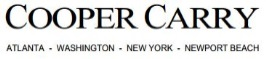 COOPER CARRY
ATLANTA - WASHINGTON - NEW YORK - NEWPORT BEACH